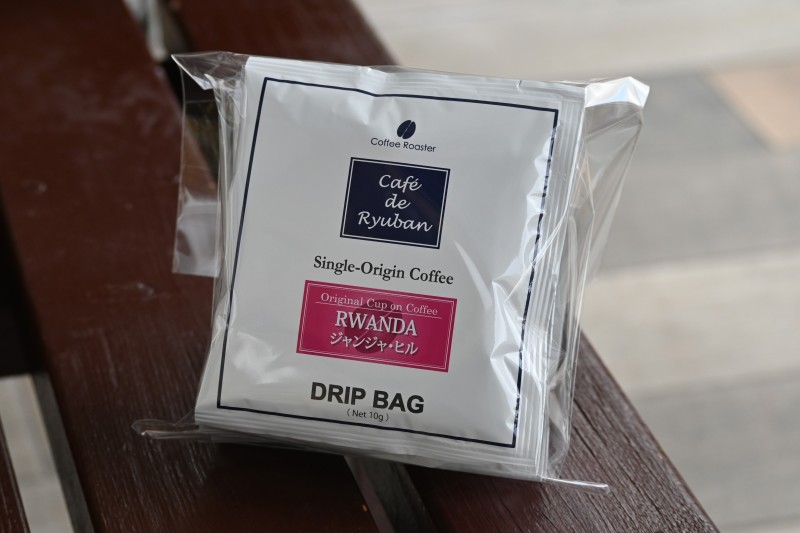 Coffee Roaster
Café
de
Ryuban
Single-Origin Coffee
Original Cup on Coffee
RWANDA
ジャンジャ・ヒル
DRIP BAG
( Net 10g )